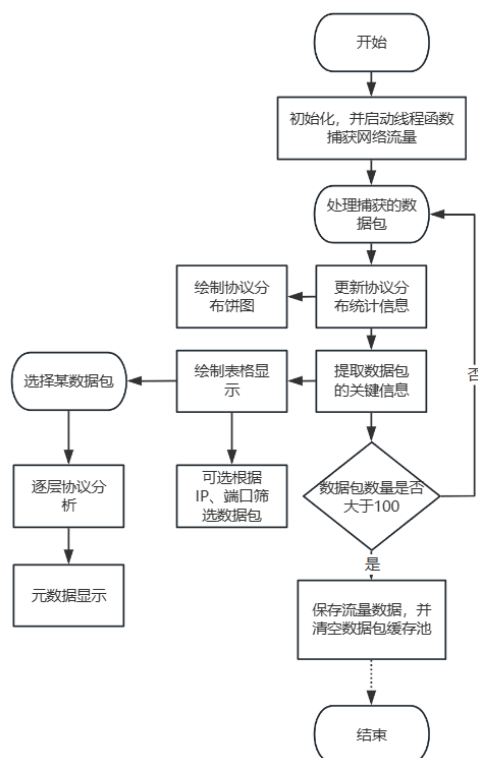 开始
初始化，并启动线程函数
捕获网络流量
处理捕获的数
据包
绘制协议分
布饼图
更新协议分
布统计信息
选择某数据包
绘制表格显
示
提取数据包
的关键信息
否
逐层协议分
析
可选根据
IP、端口筛
选数据包
数据包数量是否
大于100
是
元数据显示
保存流量数据，并
清空数据包缓存池
结束